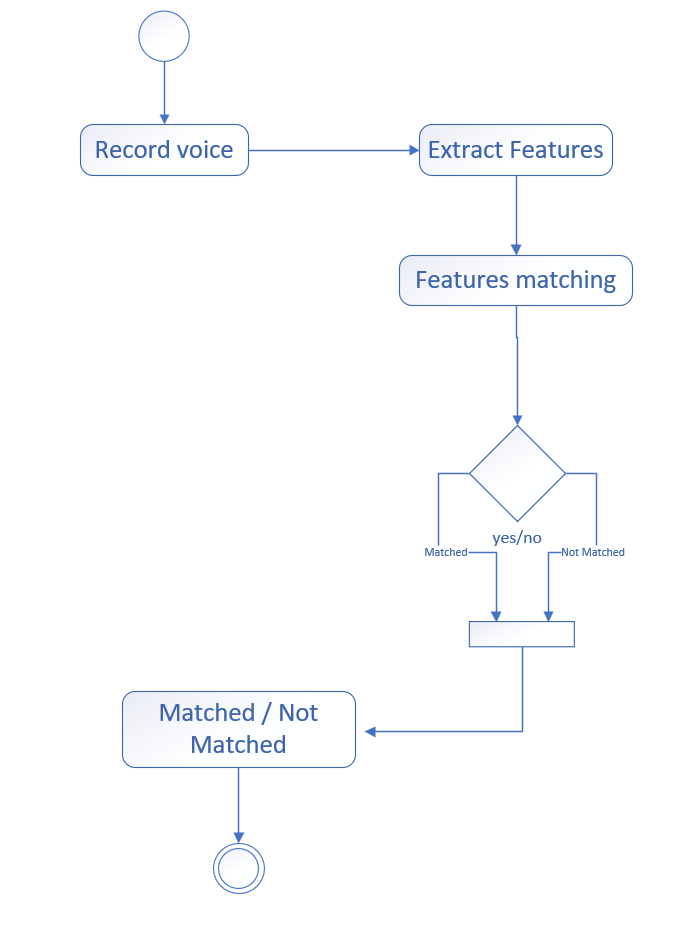 Record voice
Extract Features
Features matching
yes/no
Matched
Not Matched
Matched / Not
Matched